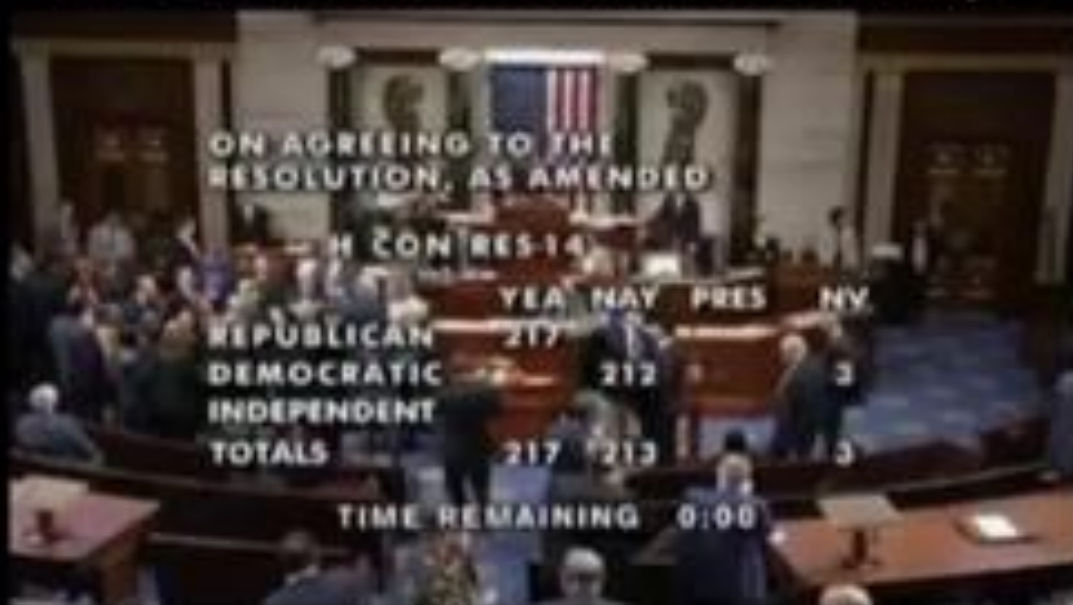 ON AGREEING TO THE
RESOLUTION, AS AMENDED
H CON RES 14
YEA NAY PRES NV
REPUBLICAN 217
DEMOCRATIC 212 3
INDEPENDENT
TOTALS 217 213 3
TIME REMAINING 0:00